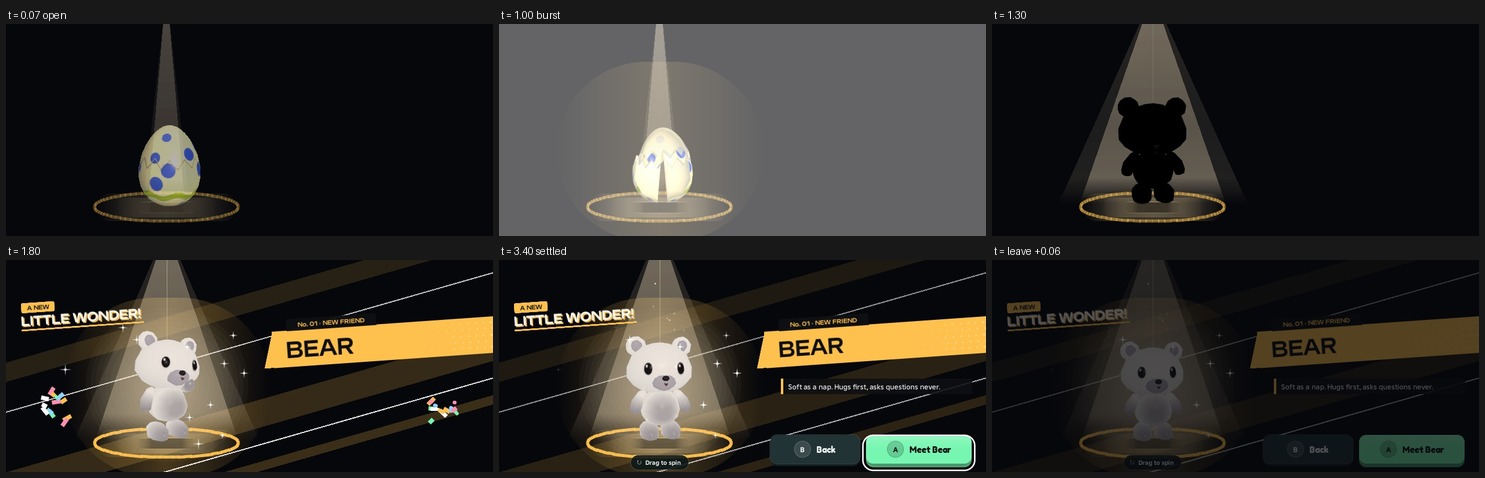 t = 0.07 open
t = 1.00 burst
t = 1.30
t = 1.80
A NEW
LITTLE WONDER!
No. 01 · NEW FRIEND
BEAR
t = 3.40 settled
A NEW
LITTLE WONDER!
No. 01 · NEW FRIEND
BEAR
Soft as a nap. Hugs first, asks questions never.
B Back
A Meet Bear
↻ Drag to spin
t = leave +0.06
A NEW
LITTLE WONDER!
No. 01 · NEW FRIEND
BEAR
Soft as a nap. Hugs first, asks questions never.
B Back
A Meet Bear
↻ Drag to spin